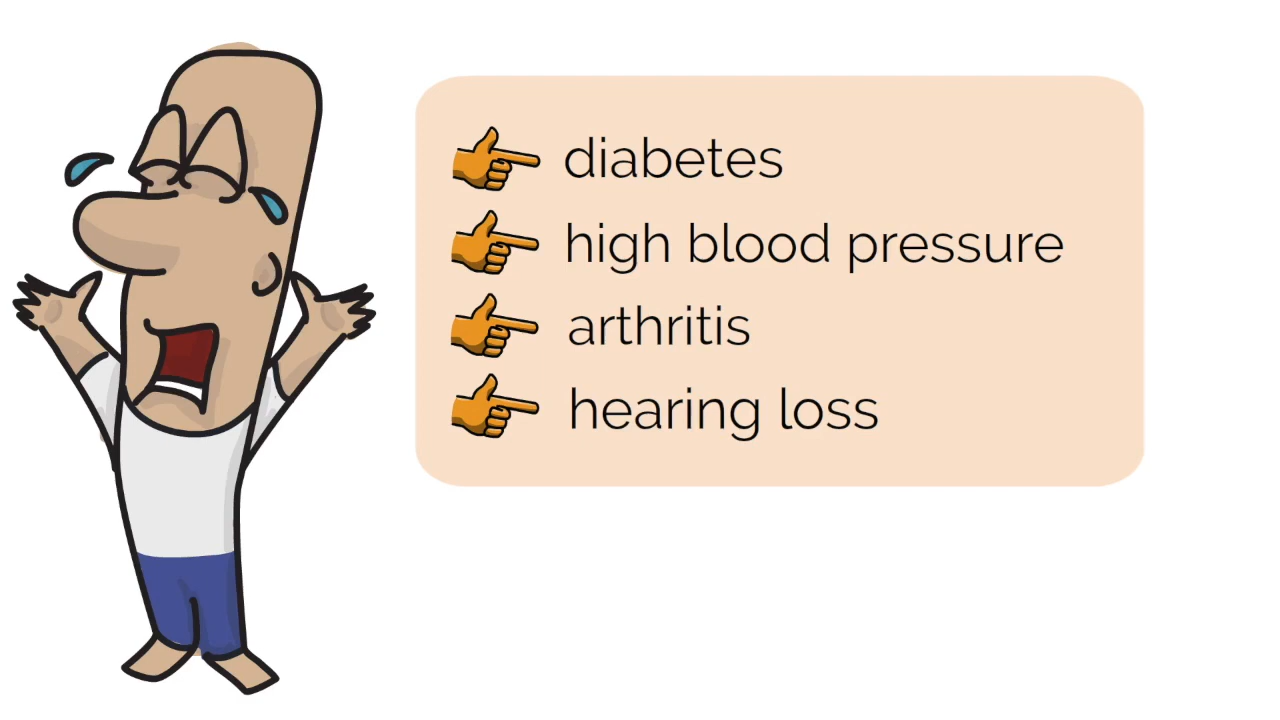 diabetes
high blood pressure
arthritis
hearing loss